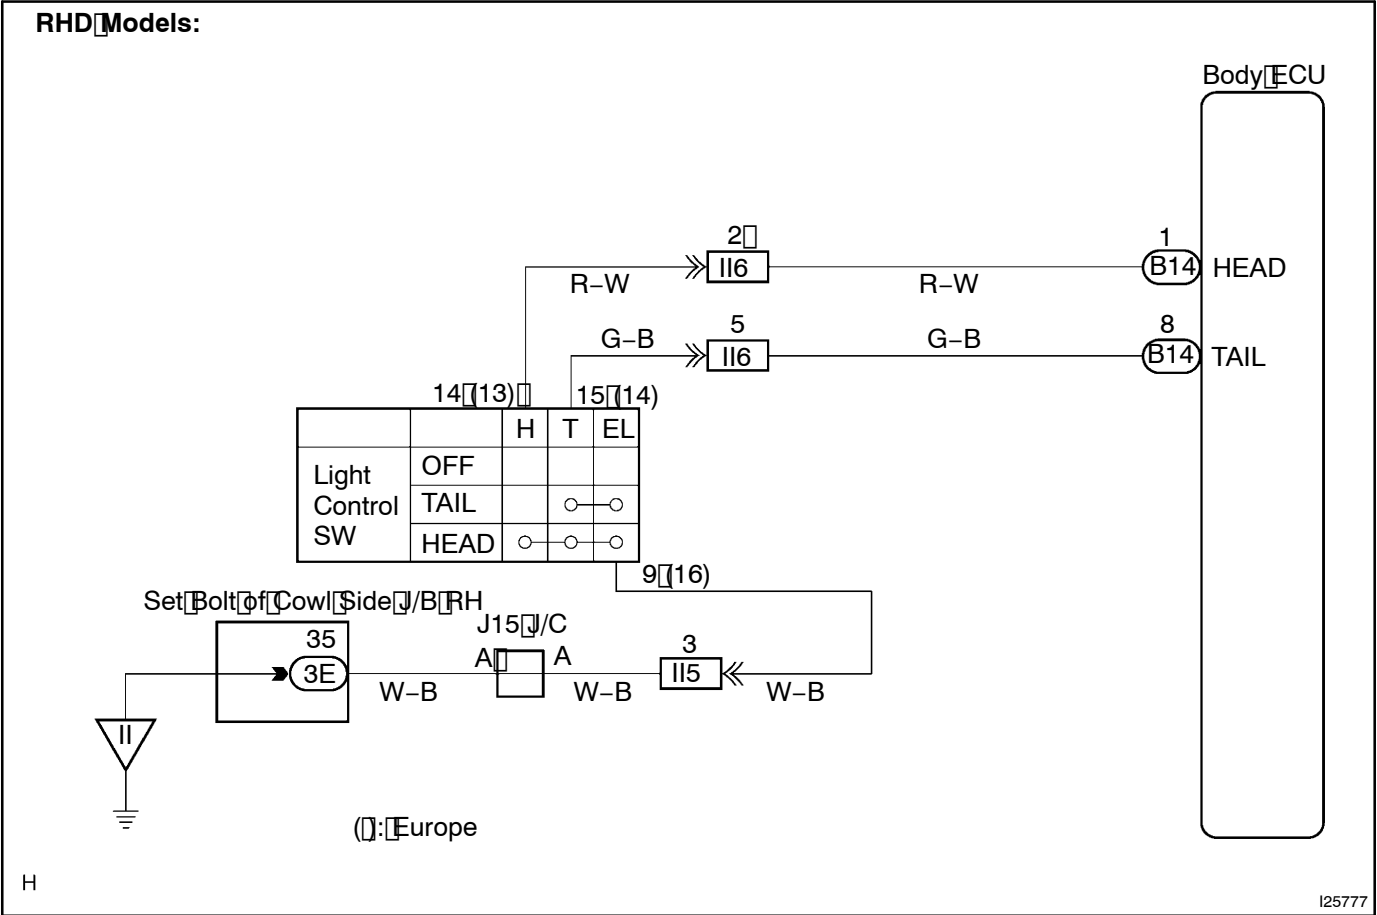 RHD Models:
Body ECU
2
1
II6
B14
HEAD
R–W
R–W
5
8
G–B
G–B
II6
B14
TAIL
14 (13)
15 (14)
H
T
EL
Light
Control
SW
OFF
TAIL
HEAD
9 (16)
Set Bolt of Cowl Side J/B RH
J15 J/C
35
A
A
3
3E
II5
W–B
W–B
W–B
II
( ): Europe
H
I25777